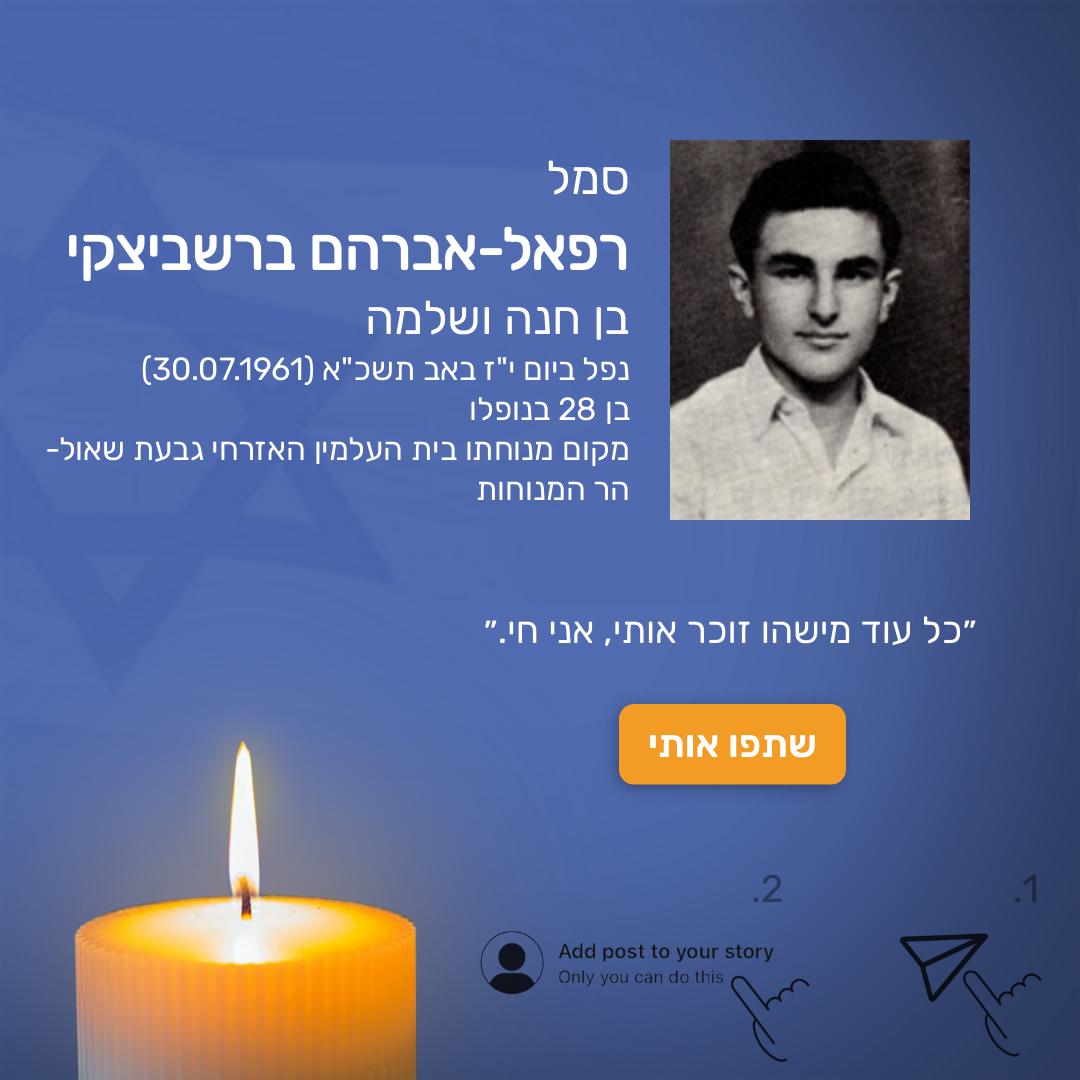 סמל
רפאל-אברהם ברשביצקי
בן חנה ושלמה
נפל ביום י"ז באב תשכ"א (30.07.1961)
בן 28 בנופלו
מקום מנוחתו בית העלמין האזרחי גבעת שאול-
הר המנוחות
״כל עוד מישהו זוכר אותי, אני חי.״
שתפו אותי
.1
.2
Add post to your story
Only you can do this